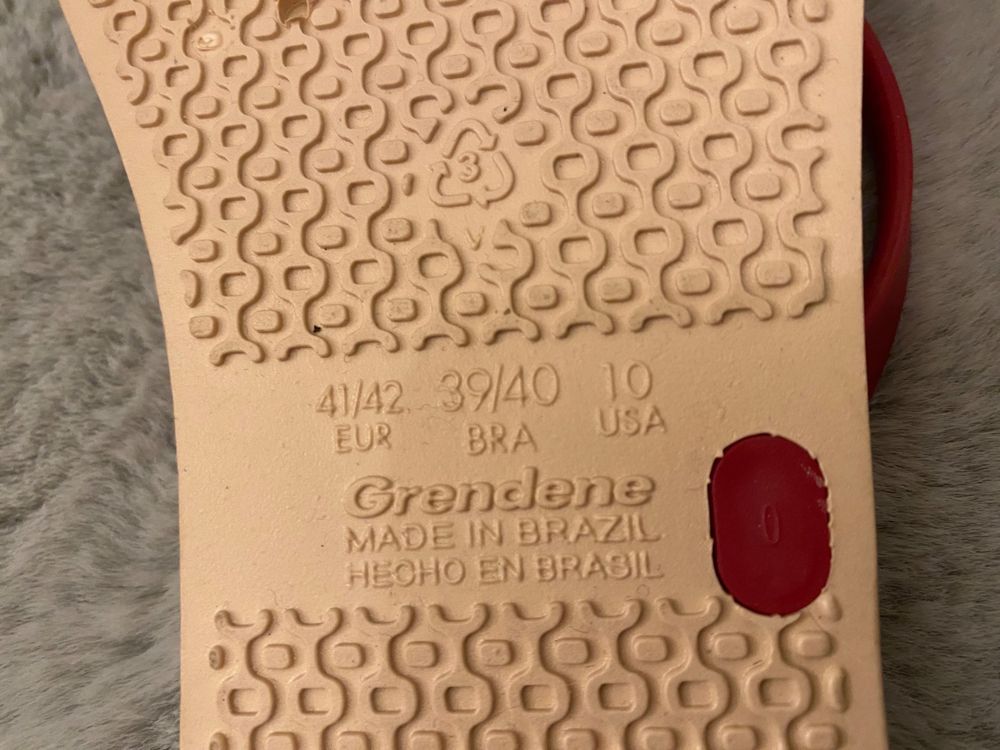 3
V
41/42 39/40 10
EUR BRA USA
Grendene
MADE IN BRAZIL
HECHO EN BRASIL